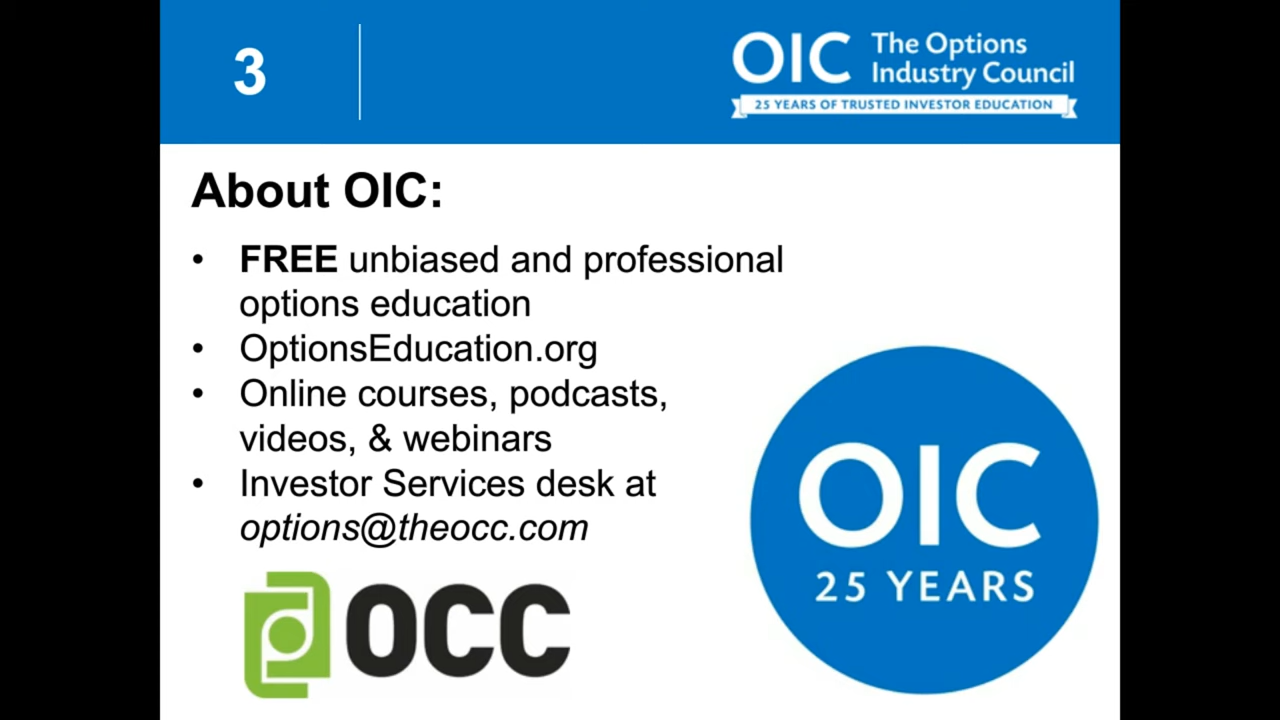 3
OIC The Options
Industry Council
25 YEARS OF TRUSTED INVESTOR EDUCATION
About OIC:
• FREE unbiased and professional
options education
• OptionsEducation.org
• Online courses, podcasts,
videos, & webinars
• Investor Services desk at
options@theocc.com
OIC
25 YEARS
OCC